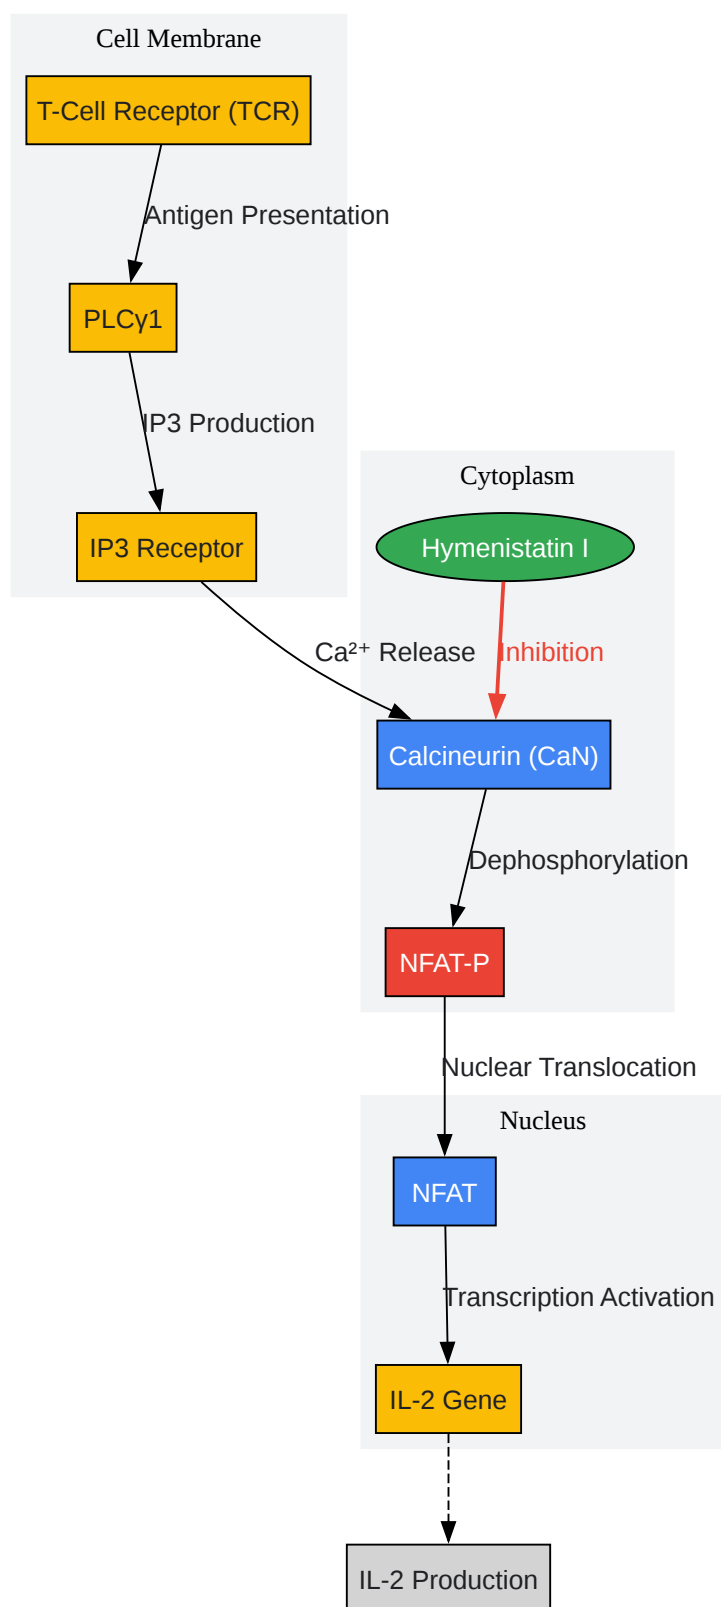 Cell Membrane
T-Cell Receptor (TCR)
Antigen Presentation
PLCγ1
IP3 Production
IP3 Receptor
Cytoplasm
Hymenistatin I
Ca²⁺ Release
Inhibition
Calcineurin (CaN)
Dephosphorylation
NFAT-P
Nuclear Translocation
Nucleus
NFAT
Transcription Activation
IL-2 Gene
IL-2 Production